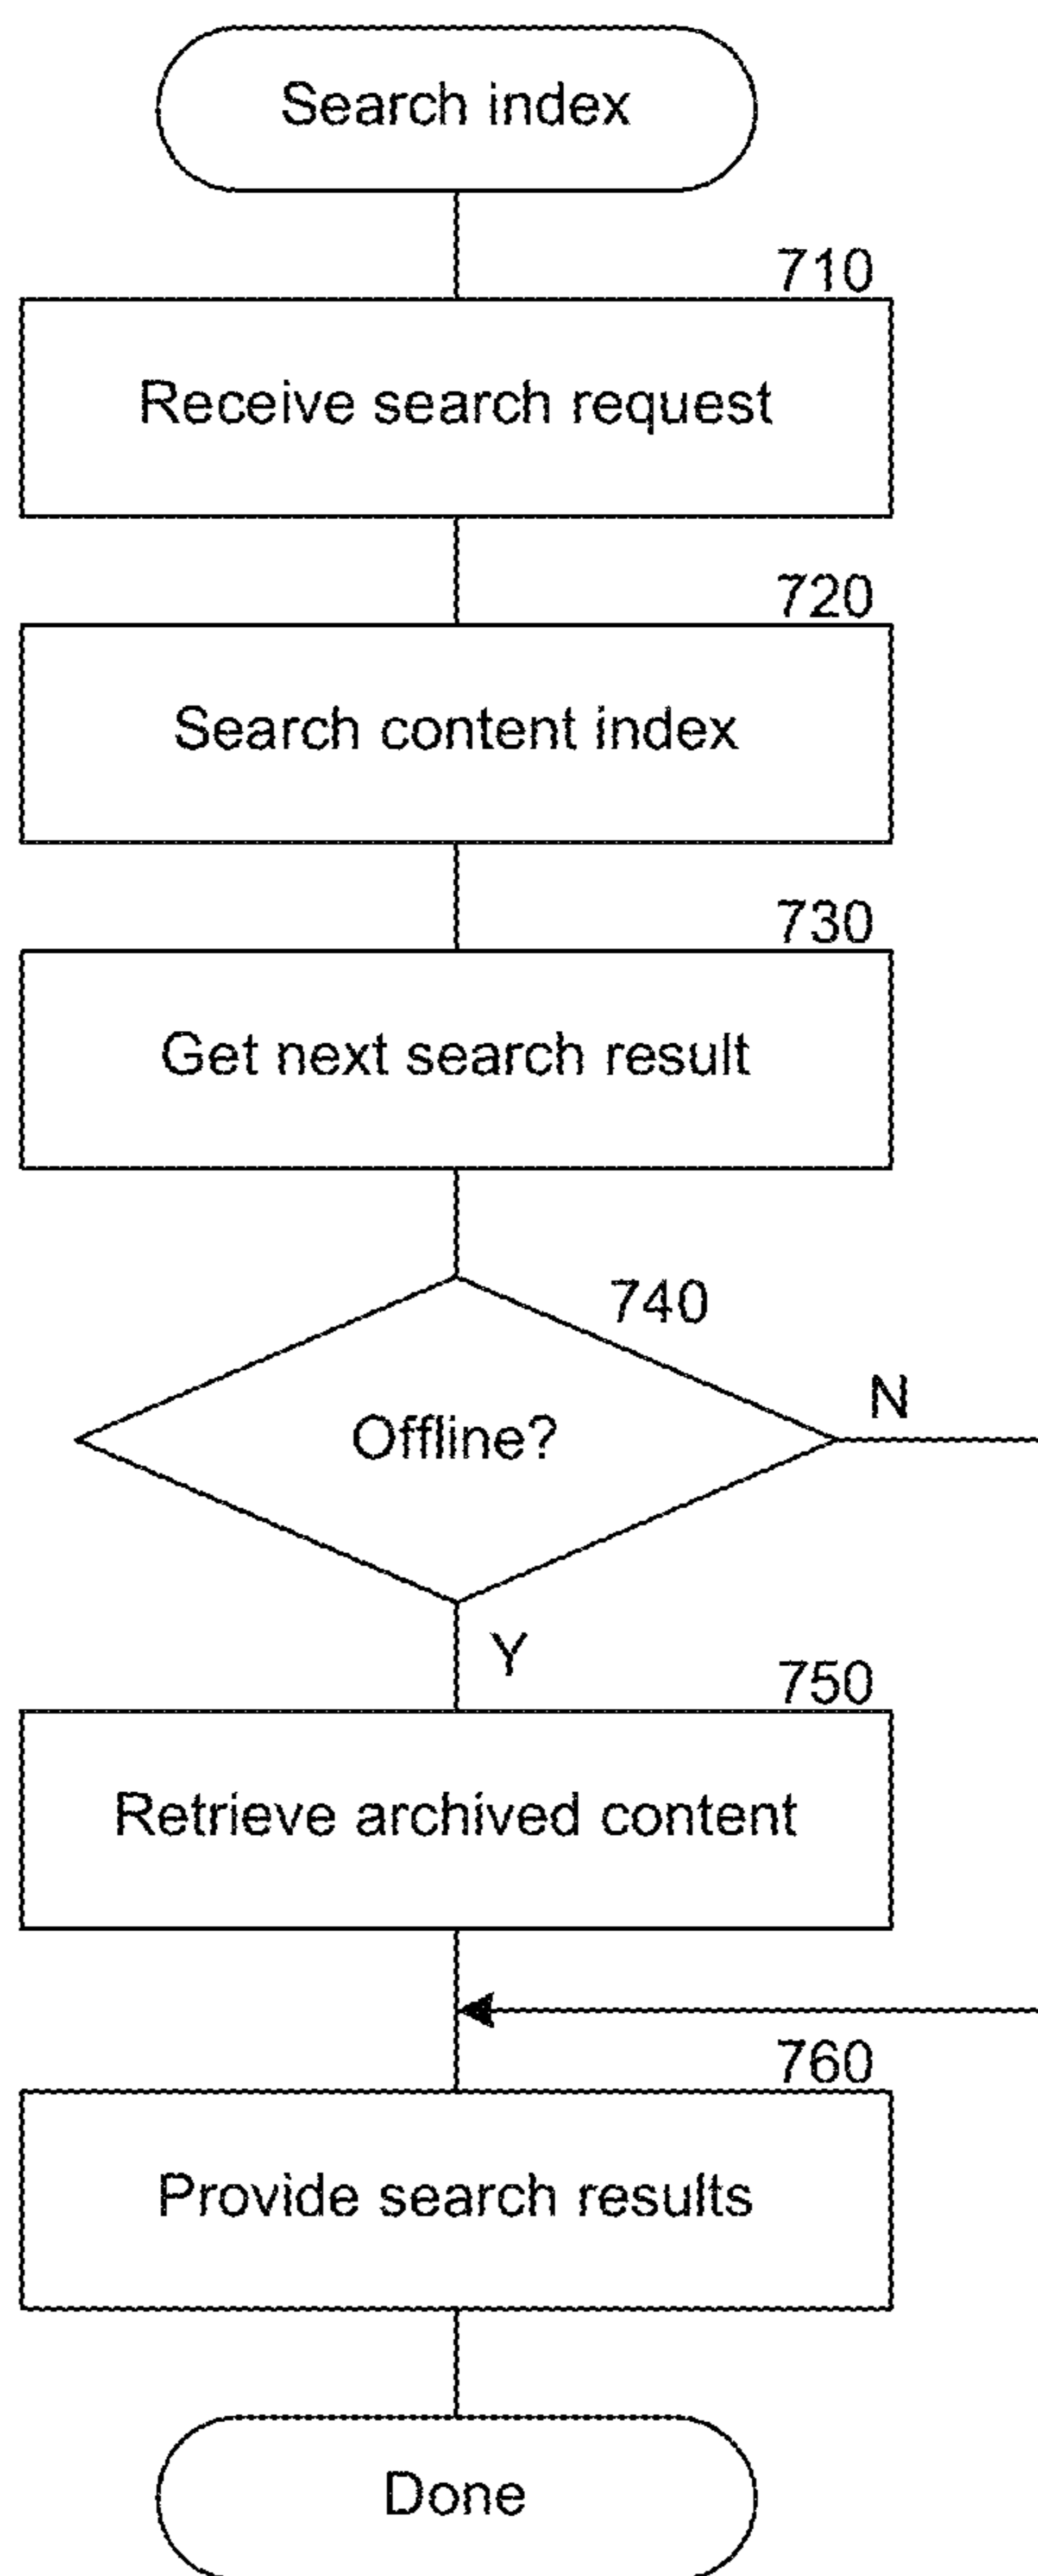 Search index
710
Receive search request
720
Search content index
730
Get next search result
740
Offline?
N
Y
750
Retrieve archived content
760
Provide search results
Done